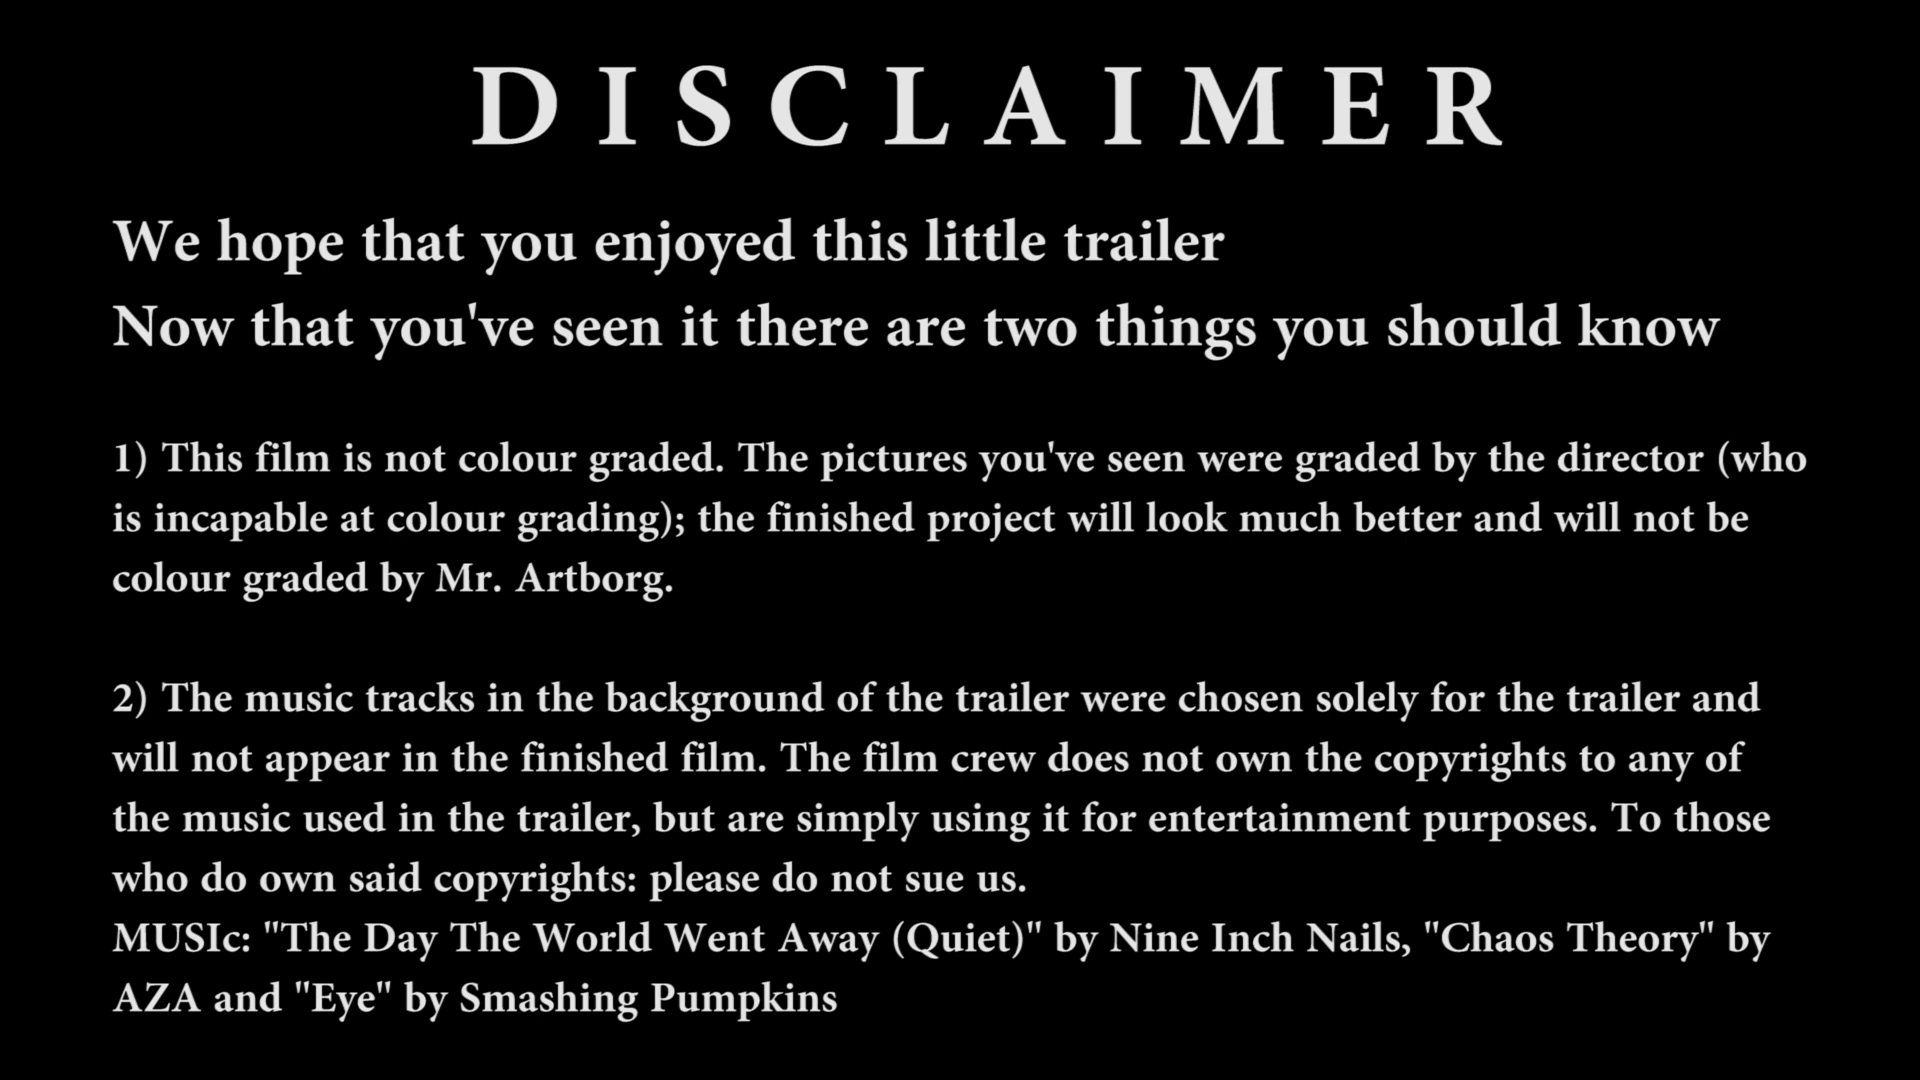 DISCLAIMER
We hope that you enjoyed this little trailer
Now that you've seen it there are two things you should know
1) This film is not colour graded. The pictures you've seen were graded by the director (who
is incapable at colour grading); the finished project will look much better and will not be
colour graded by Mr. Artborg.
2) The music tracks in the background of the trailer were chosen solely for the trailer and
will not appear in the finished film. The film crew does not own the copyrights to any of
the music used in the trailer, but are simply using it for entertainment purposes. To those
who do own said copyrights: please do not sue us.
MUSIc: "The Day The World Went Away (Quiet)" by Nine Inch Nails, "Chaos Theory" by
AZA and "Eye" by Smashing Pumpkins